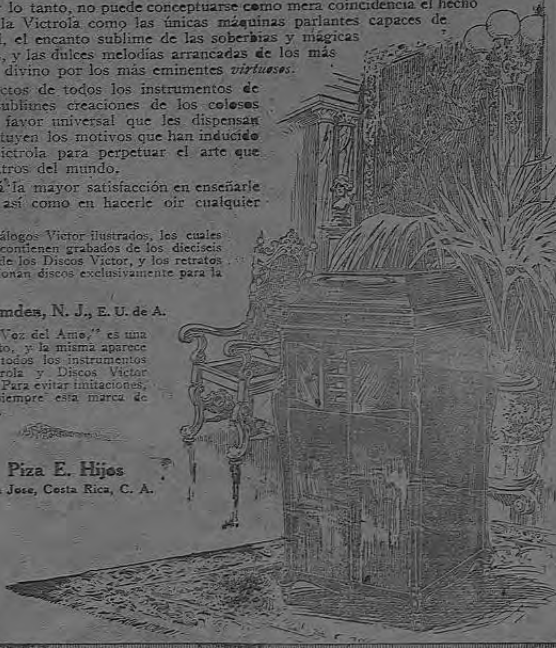 lo tanto, no puede conceptuarse como mera coincidencia el hecho
la Victrola como las únicas máquinas parlantes capaces de
el encanto sublime de las soberbias y mágicas
y las dulces melodías arrancadas de los más
divino por los más eminentes virtuosos.
ctos de todos los instrumentos de
ublimes creaciones de los colosos
favor universal que les dispensan
tuyen los motivos que han inducido
ictrola para perpetuar el arte que
tros del mundo.
la mayor satisfacción en enseñarle
así como en hacerle oir cualquier
álogos Victor ilustrados, los cuales
contienen grabados de los dieciseis
de los Discos Victor, y los retratos
onan discos exclusivamente para la
mden, N. J., E. U. de A.
Voz del Amo," es una
to, y la misma aparece
todos los instrumentos
rola y Discos Victor
Para evitar imitaciones,
iempre esta marca de
Piza E. Hijos
Jose, Costa Rica, C. A.